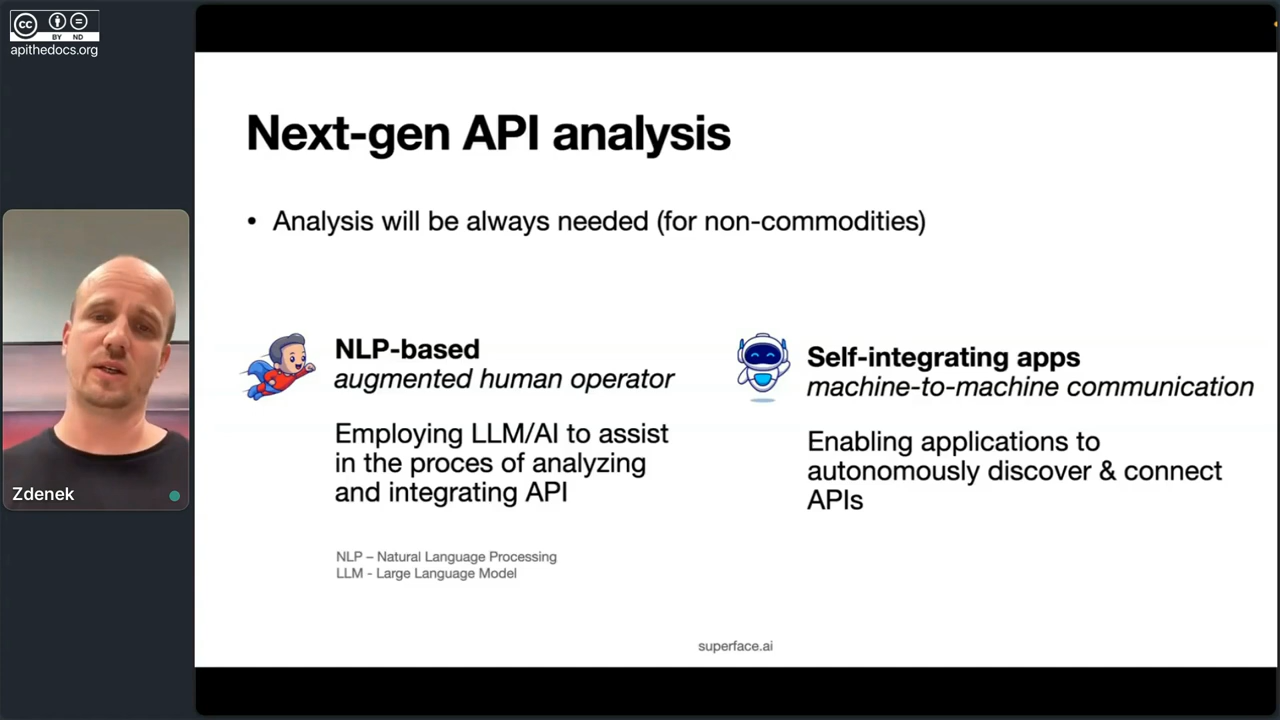 cc
BY ND
apithedocs.org
Next-gen API analysis
• Analysis will be always needed (for non-commodities)
NLP-based
augmented human operator
Employing LLM/AI to assist
in the proces of analyzing
and integrating API
NLP – Natural Language Processing
LLM - Large Language Model
Self-integrating apps
machine-to-machine communication
Enabling applications to
autonomously discover & connect
APIs
superface.ai
Zdenek